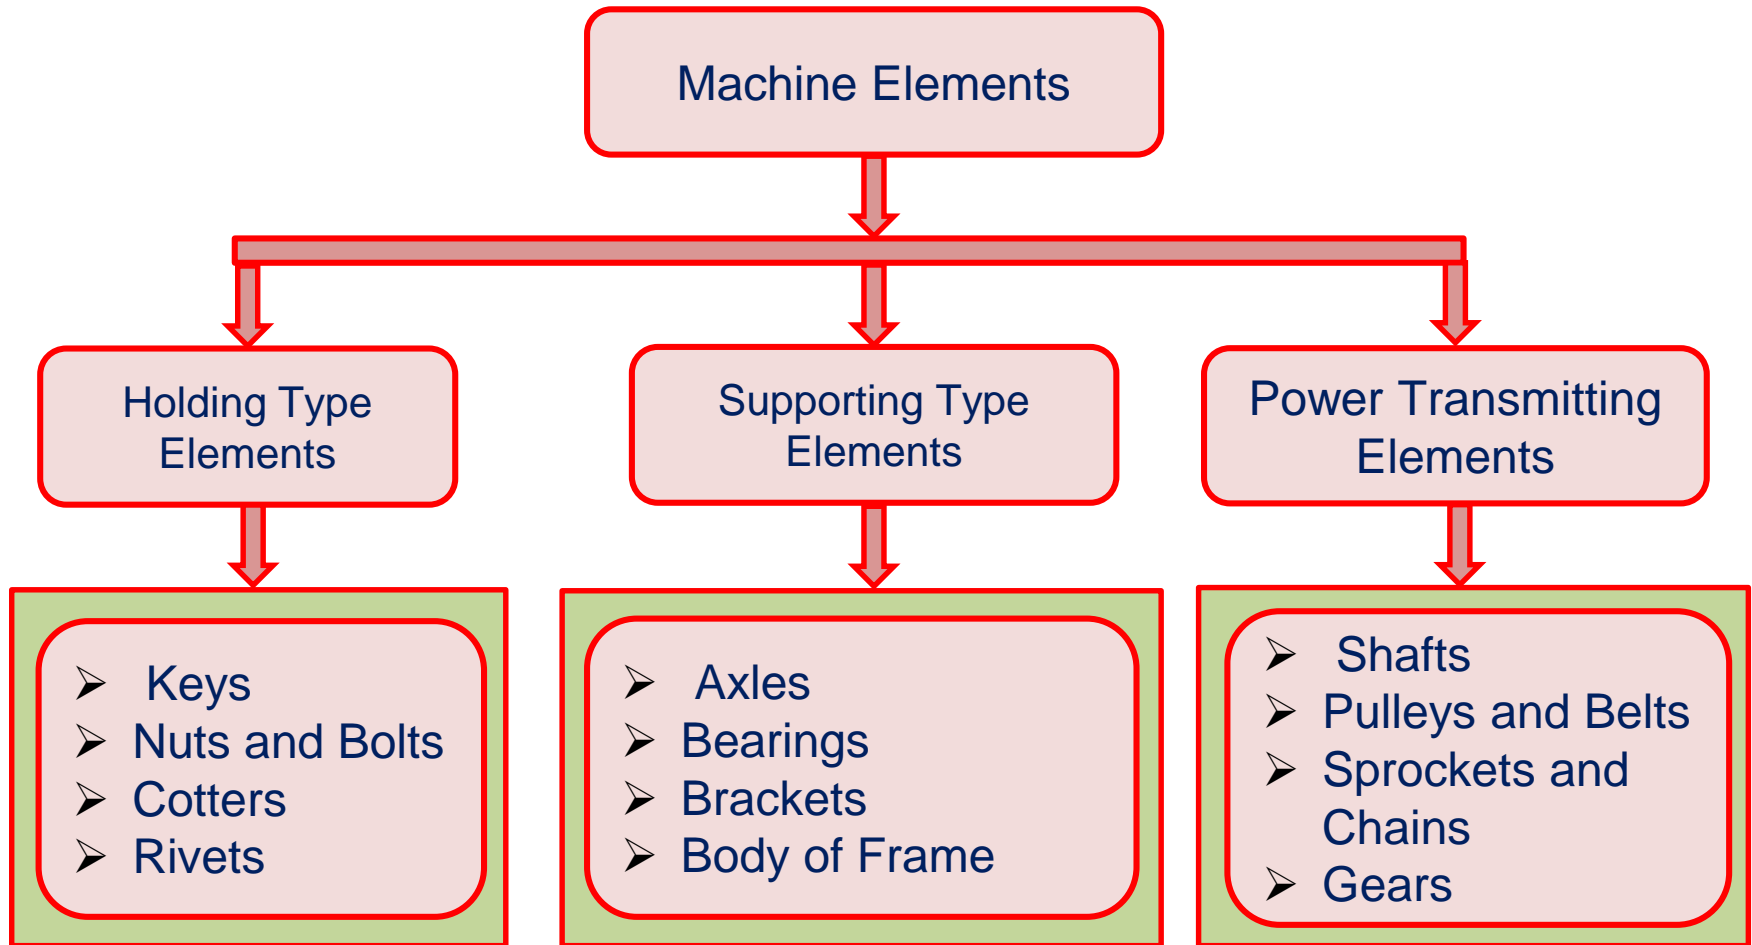 Machine Elements
Holding Type
Elements
Supporting Type
Elements
Power Transmitting
Elements
➢ Keys
➢ Nuts and Bolts
➢ Cotters
➢ Rivets
➢ Axles
➢ Bearings
➢ Brackets
➢ Body of Frame
➢ Shafts
➢ Pulleys and Belts
➢ Sprockets and
Chains
➢ Gears